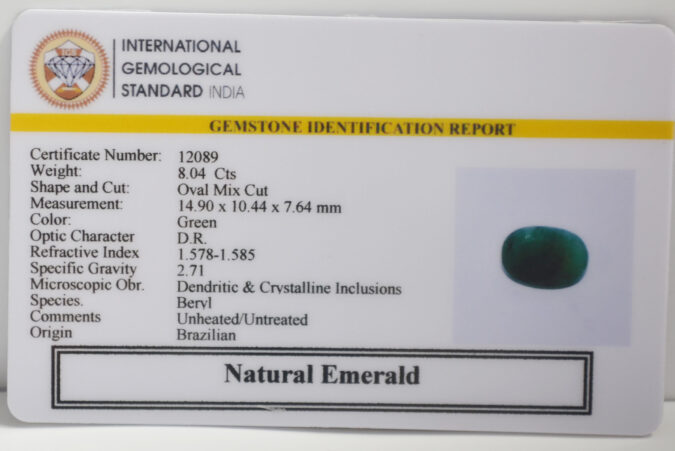 INTERNATIONAL
GEMOLOGICAL
STANDARD INDIA
GEMSTONE IDENTIFICATION REPORT
Certificate Number: 12089
Weight: 8.04 Cts
Shape and Cut: Oval Mix Cut
Measurement: 14.90 x 10.44 x 7.64 mm
Color: Green
Optic Character D.R.
Refractive Index 1.578-1.585
Specific Gravity 2.71
Microscopic Obr. Dendritic & Crystalline Inclusions
Species. Beryl
Comments Unheated/Untreated
Origin Brazilian
Natural Emerald